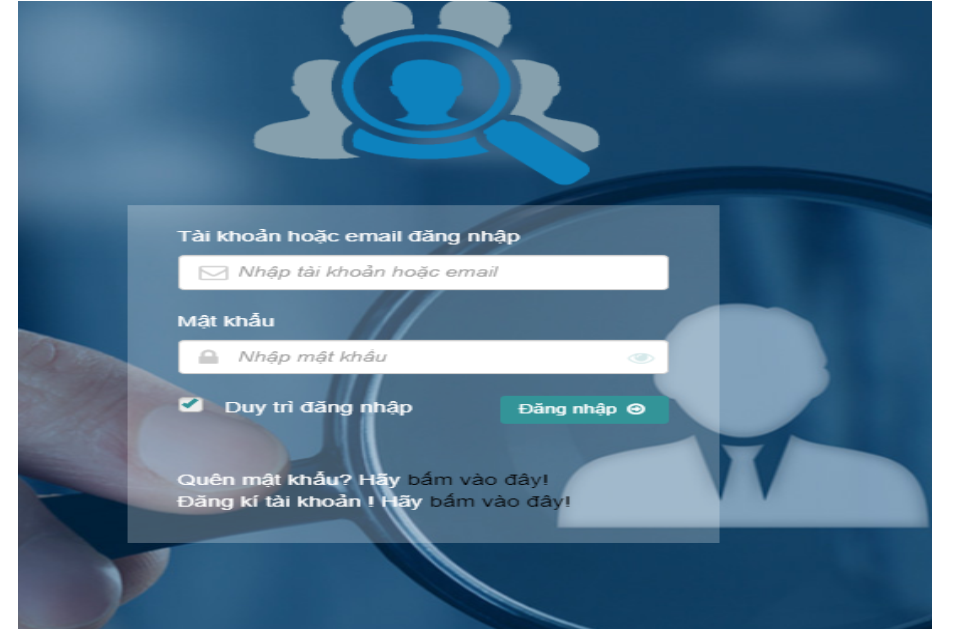 Tài khoản hoặc email đăng nhập
Nhập tài khoản hoặc email
Mật khẩu
Nhập mật khẩu
Duy trì đăng nhập
Đăng nhập
Quên mật khẩu? Hãy bấm vào đây!
Đăng kí tài khoản ! Hãy bấm vào đây!